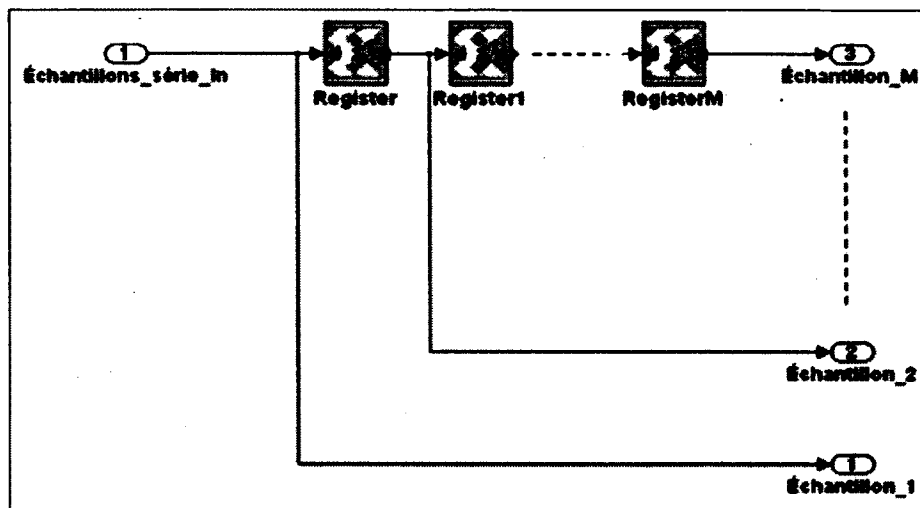 1
Échantillons_série_In
Register
Register1
RegisterM
3
Échantillon_M
2
Échantillon_2
1
Échantillon_1